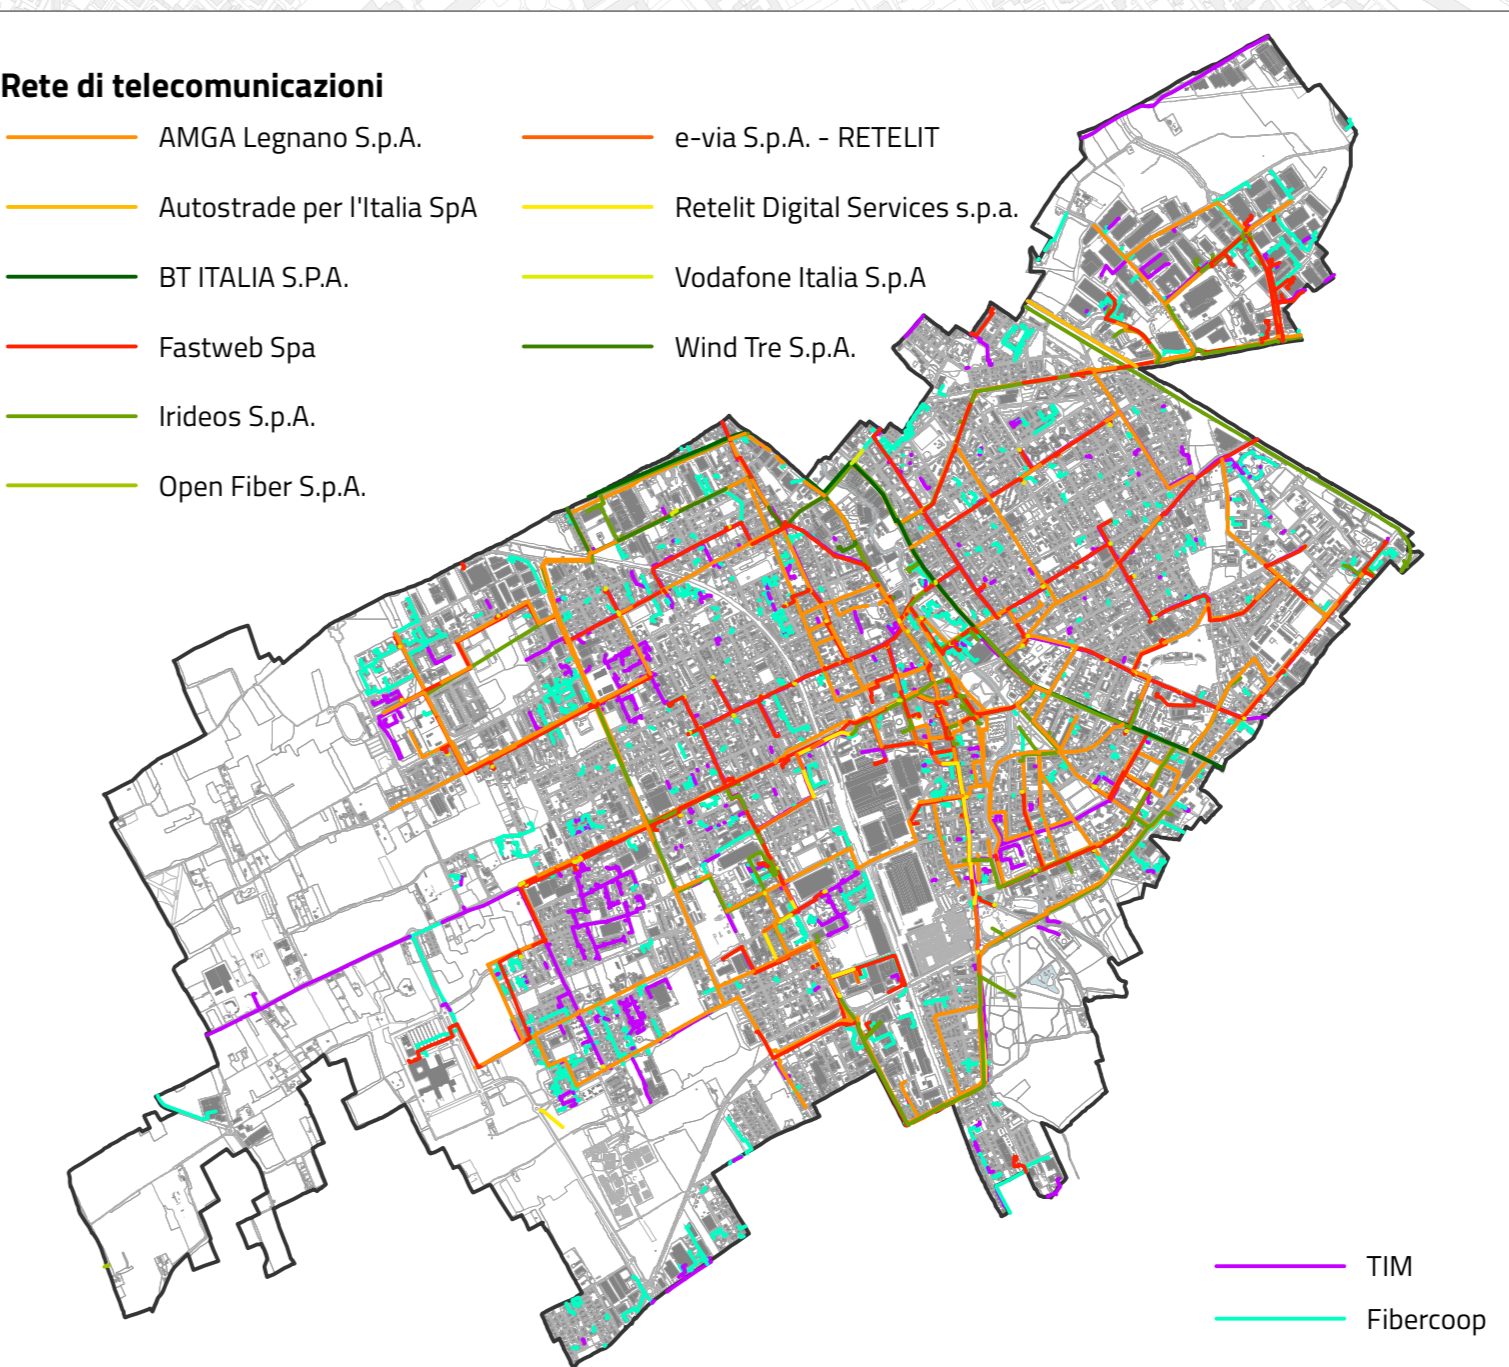 Rete di telecomunicazioni
AMGA Legnano S.p.A.
Autostrade per l'Italia SpA
BT ITALIA S.P.A.
Fastweb Spa
Irideos S.p.A.
Open Fiber S.p.A.
e-via S.p.A. - RETELIT
Retelit Digital Services s.p.a.
Vodafone Italia S.p.A
Wind Tre S.p.A.
TIM
Fibercoop